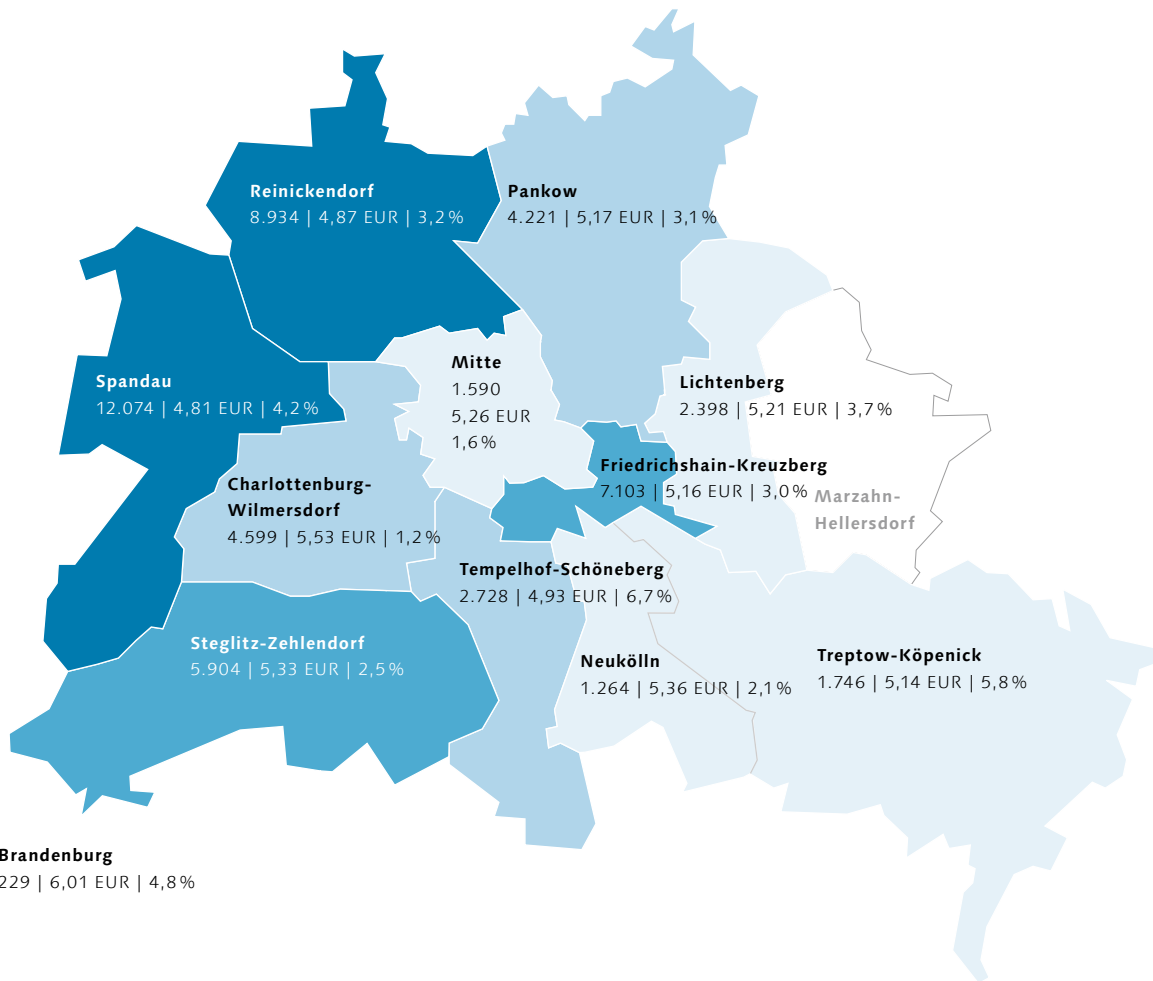 Reinickendorf
8.934 | 4,87 EUR | 3,2%
Pankow
4.221 | 5,17 EUR | 3,1%
Mitte
1.590
5,26 EUR
1,6%
Spandau
12.074 | 4,81 EUR | 4,2%
Lichtenberg
2.398 | 5,21 EUR | 3,7%
Friedrichshain-Kreuzberg
7.103 | 5,16 EUR | 3,0%
Marzahn-
Hellersdorf
Charlottenburg-
Wilmersdorf
4.599 | 5,53 EUR | 1,2%
Tempelhof-Schöneberg
2.728 | 4,93 EUR | 6,7%
Steglitz-Zehlendorf
5.904 | 5,33 EUR | 2,5%
Neukölln
1.264 | 5,36 EUR | 2,1%
Treptow-Köpenick
1.746 | 5,14 EUR | 5,8%
Brandenburg
229 | 6,01 EUR | 4,8%